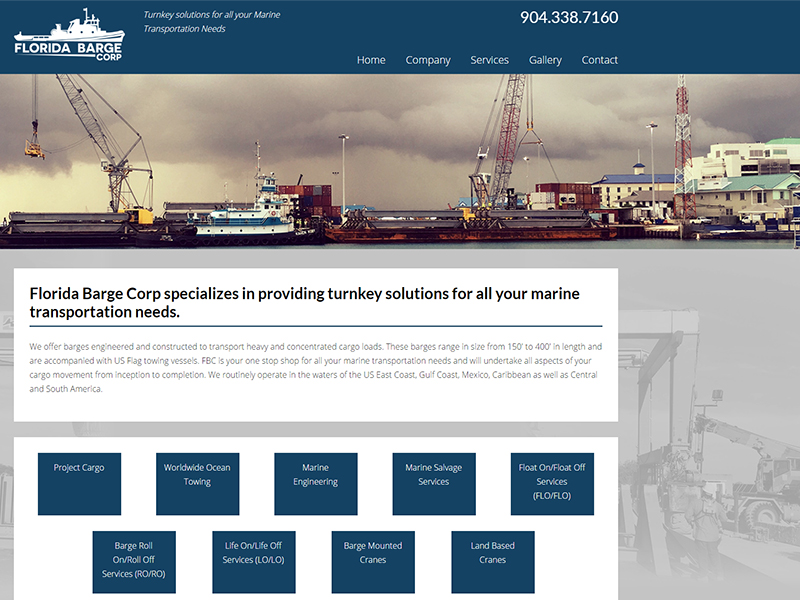 FLORIDA BARGE
CORP
Turnkey solutions for all your Marine
Transportation Needs
904.338.7160
Home Company Services Gallery Contact
Florida Barge Corp specializes in providing turnkey solutions for all your marine
transportation needs.
We offer barges engineered and constructed to transport heavy and concentrated cargo loads. These barges range in size from 150' to 400' in length and
are accompanied with US Flag towing vessels. FBC is your one stop shop for all your marine transportation needs and will undertake all aspects of your
cargo movement from inception to completion. We routinely operate in the waters of the US East Coast, Gulf Coast, Mexico, Caribbean as well as Central
and South America.
Project Cargo
Worldwide Ocean
Towing
Marine
Engineering
Marine Salvage
Services
Float On/Float Off
Services
(FLO/FLO)
Barge Roll
On/Roll Off
Services (RO/RO)
Life On/Life Off
Services (LO/LO)
Barge Mounted
Cranes
Land Based
Cranes